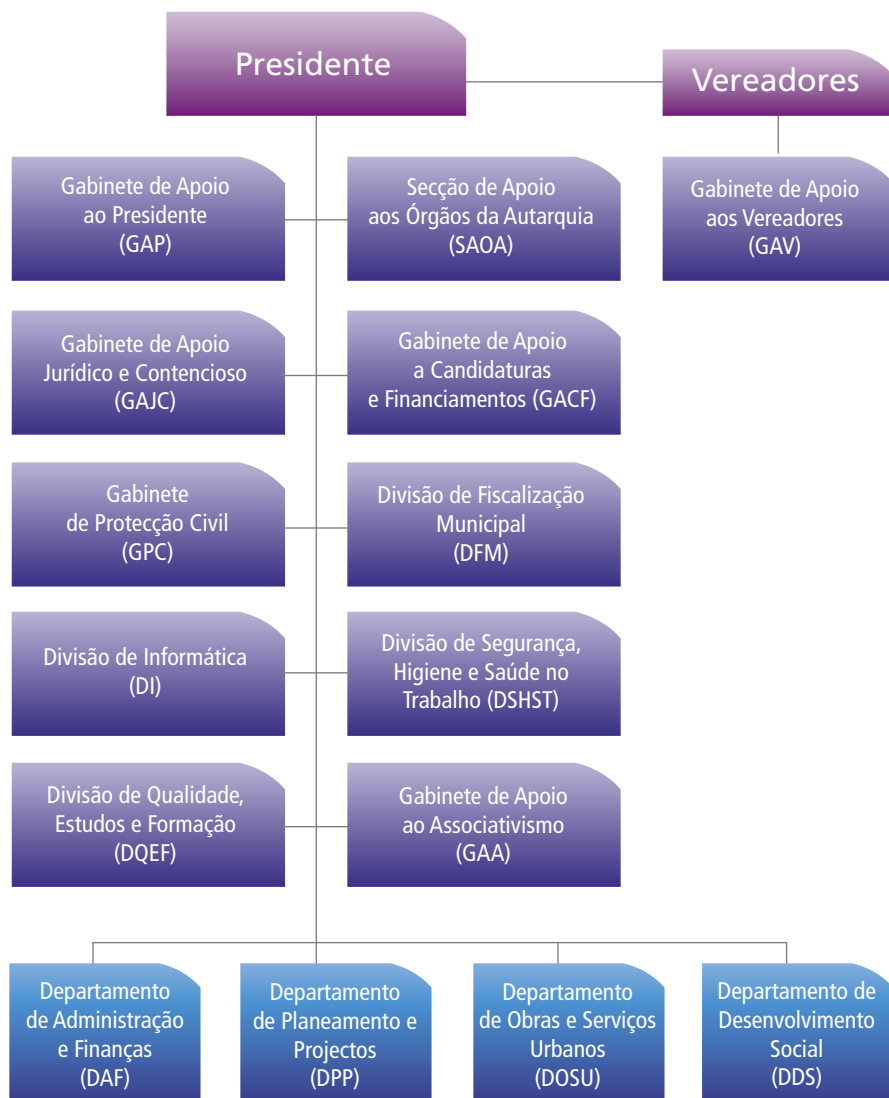 Presidente
Vereadores
Gabinete de Apoio
ao Presidente
(GAP)
Secção de Apoio
aos Órgãos da Autarquia
(SAOA)
Gabinete de Apoio
aos Vereadores
(GAV)
Gabinete de Apoio
Jurídico e Contencioso
(GAJC)
Gabinete de Apoio
a Candidaturas
e Financiamentos (GACF)
Gabinete
de Protecção Civil
(GPC)
Divisão de Fiscalização
Municipal
(DFM)
Divisão de Informática
(DI)
Divisão de Segurança,
Higiene e Saúde no
Trabalho (DSHST)
Divisão de Qualidade,
Estudos e Formação
(DQEF)
Gabinete de Apoio
ao Associativismo
(GAA)
Departamento
de Administração
e Finanças
(DAF)
Departamento
de Planeamento e
Projectos
(DPP)
Departamento
de Obras e Serviços
Urbanos
(DOSU)
Departamento de
Desenvolvimento
Social
(DDS)